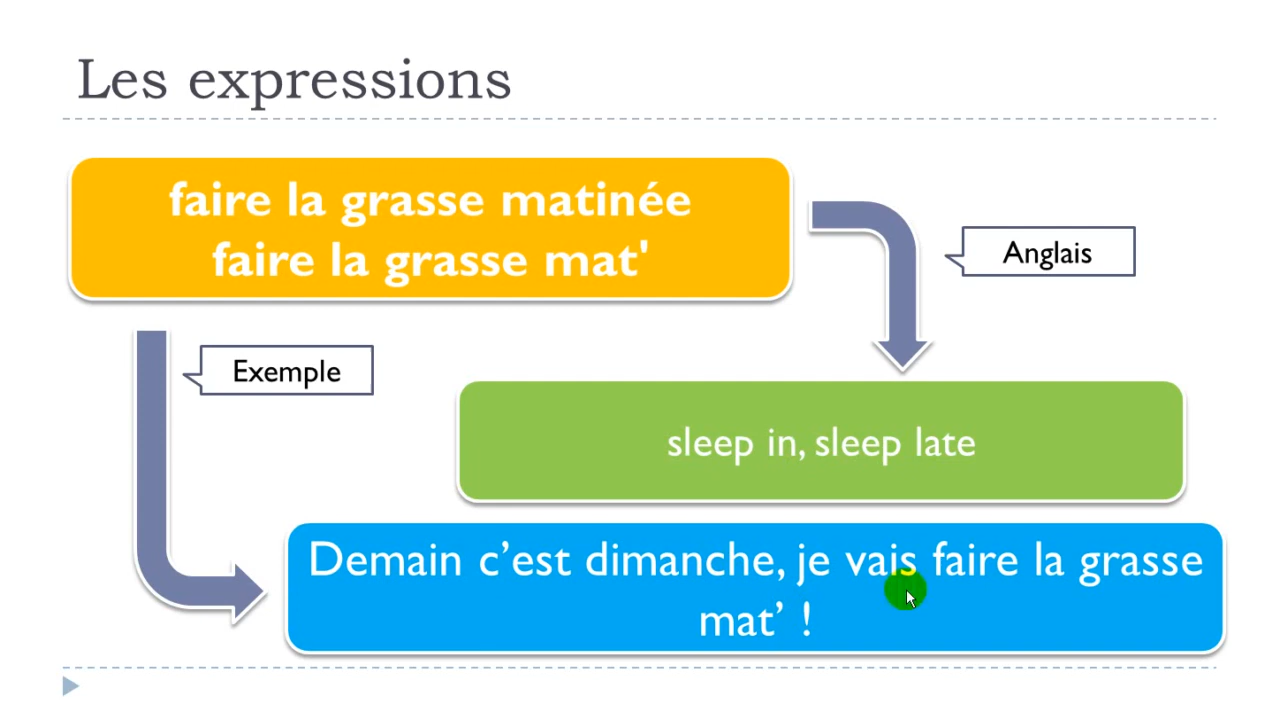 Les expressions
faire la grasse matinée
faire la grasse mat'
Anglais
Exemple
sleep in, sleep late
Demain c’est dimanche, je vais faire la grasse
mat’ !